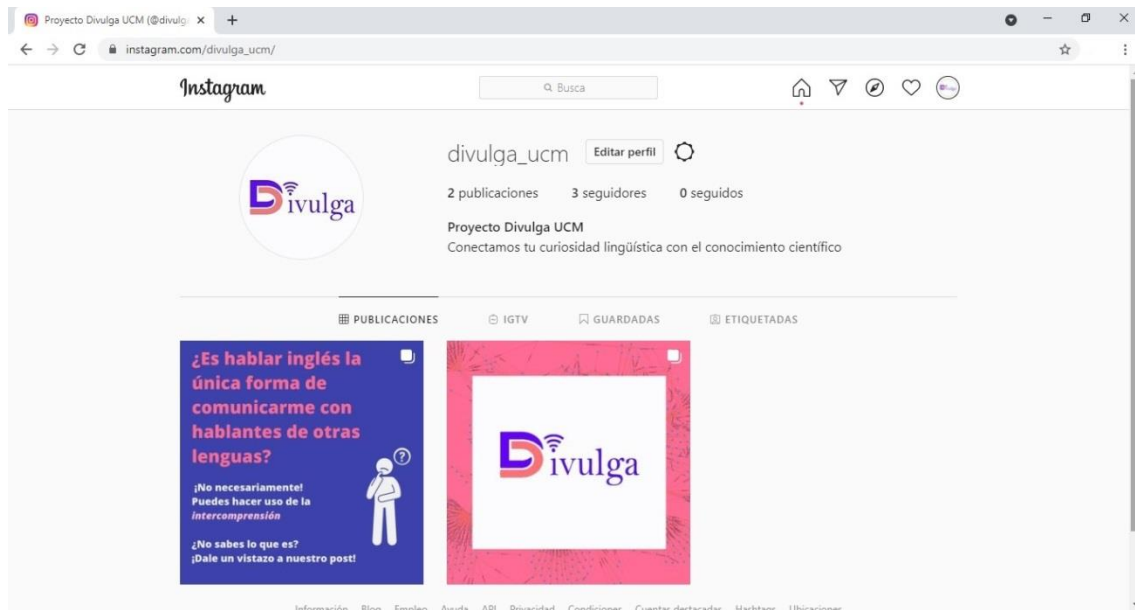 Proyecto Divulga UCM (@divulg
instagram.com/divulga_ucm/
Instagram
Busca
divulga_ucm Editar perfil
2 publicaciones 3 seguidores 0 seguidos
Proyecto Divulga UCM
Conectamos tu curiosidad lingüística con el conocimiento científico
Divulga
PUBLICACIONES IGTV GUARDADAS ETIQUETADAS
¿Es hablar inglés la
única forma de
comunicarme con
hablantes de otras
lenguas?
¡No necesariamente!
Puedes hacer uso de la
intercomprensión
¿No sabes lo que es?
¡Dale un vistazo a nuestro post!
?
Divulga
Información Blog Empleo Ayuda API Privacidad Condiciones Cuentas destacadas Hashtags Ubicaciones